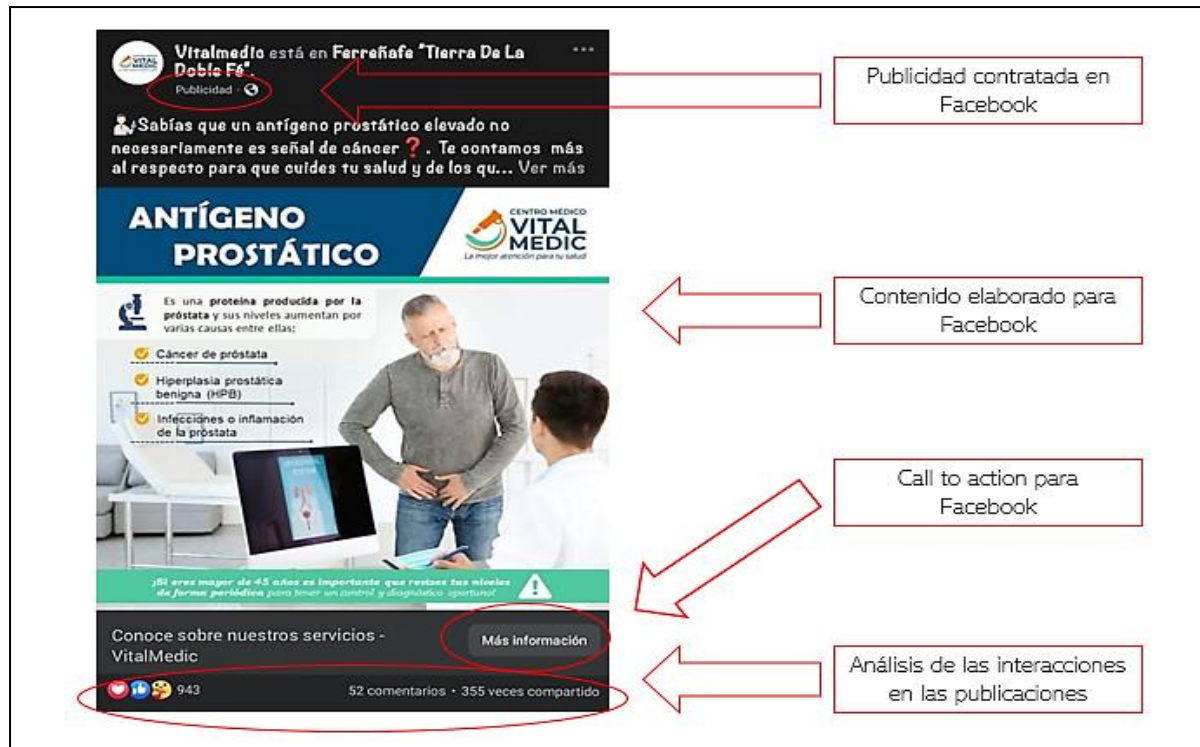 Vitalmedic está en Ferreñafe "Tierra De La
Doble Fé".
Publicidad ·
Sabías que un antígeno prostático elevado no
necesariamente es señal de cáncer❓. Te contamos más
al respecto para que cuides tu salud y de los qu... Ver más
ANTÍGENO
PROSTÁTICO
CENTRO MÉDICO
VITAL
MEDIC
La mejor atención para tu salud
Es una proteína producida por la
próstata y sus niveles aumentan por
varias causas entre ellas:
Cáncer de próstata
Hiperplasia prostática
benigna (HPB)
Infecciones o inflamación
de la próstata
¡Si eres mayor de 45 años es importante que revises tus niveles
de forma periódica para tener un control y diagnóstico oportuno!
Conoce sobre nuestros servicios -
VitalMedic
Más información
943
52 comentarios • 355 veces compartido
Publicidad contratada en
Facebook
Contenido elaborado para
Facebook
Call to action para
Facebook
Análisis de las interacciones
en las publicaciones